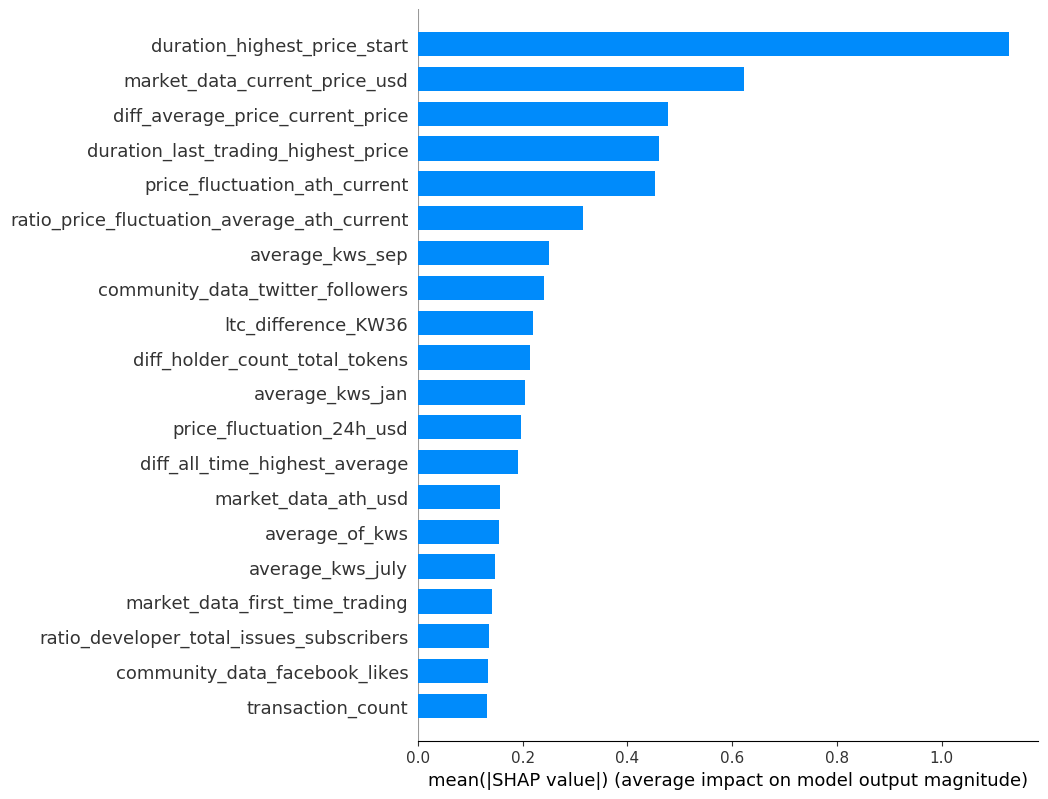 duration_highest_price_start
market_data_current_price_usd
diff_average_price_current_price
duration_last_trading_highest_price
price_fluctuation_ath_current
ratio_price_fluctuation_average_ath_current
average_kws_sep
community_data_twitter_followers
ltc_difference_KW36
diff_holder_count_total_tokens
average_kws_jan
price_fluctuation_24h_usd
diff_all_time_highest_average
market_data_ath_usd
average_of_kws
average_kws_july
market_data_first_time_trading
ratio_developer_total_issues_subscribers
community_data_facebook_likes
transaction_count
0.0 0.2 0.4 0.6 0.8 1.0
mean(|SHAP value|) (average impact on model output magnitude)